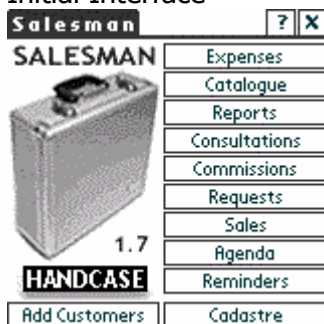 Initial Interface
Salesman ? X
SALESMAN
Expenses
Catalogue
Reports
Consultations
Commissions
Requests
Sales
Agenda
Reminders
1.7
HANDCASE
Add Customers
Cadastre